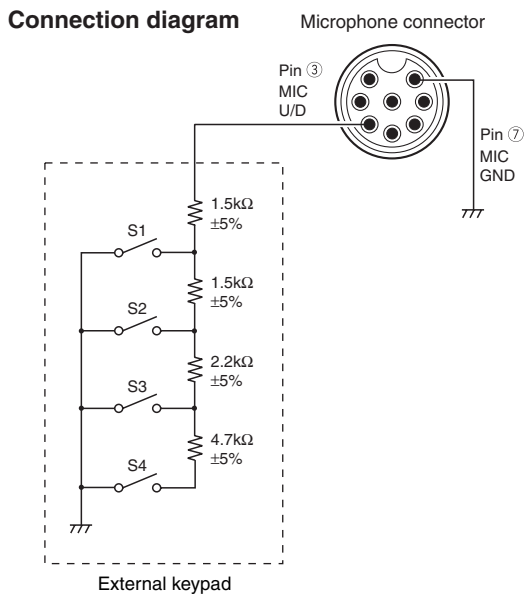 Connection diagram
Microphone connector
Pin ③
MIC
U/D
Pin ⑦
MIC
GND
1.5kΩ
±5%
S1
1.5kΩ
±5%
S2
2.2kΩ
±5%
S3
4.7kΩ
±5%
S4
External keypad